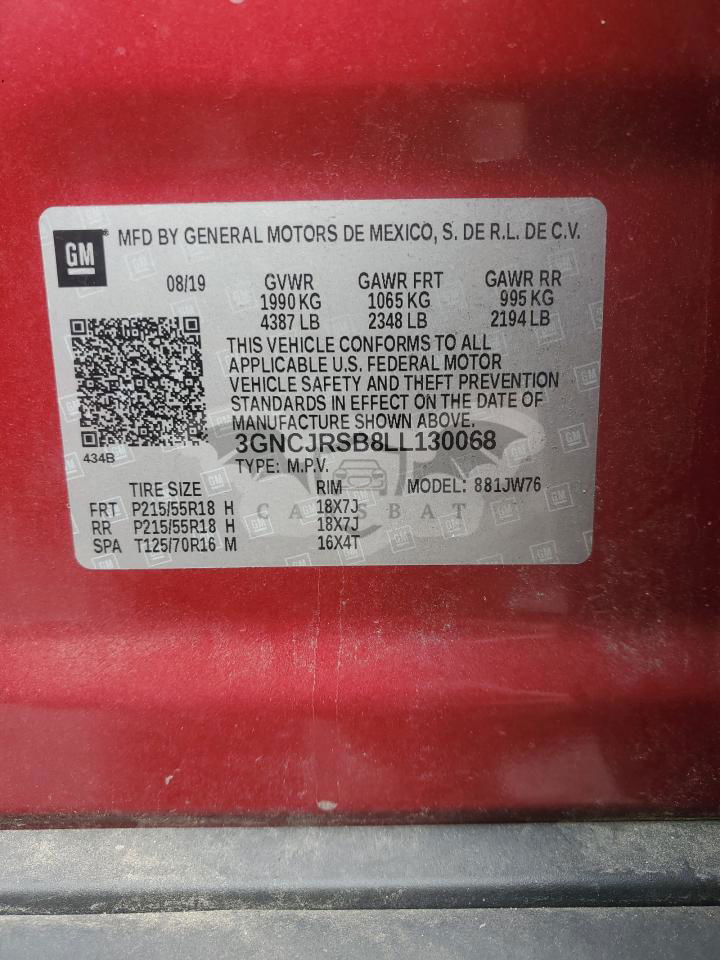 GM MFD BY GENERAL MOTORS DE MEXICO, S. DE R.L. DE C.V.
08/19 GVWR GAWR FRT GAWR RR
1990 KG 1065 KG 995 KG
4387 LB 2348 LB 2194 LB
THIS VEHICLE CONFORMS TO ALL
APPLICABLE U.S. FEDERAL MOTOR
VEHICLE SAFETY AND THEFT PREVENTION
STANDARDS IN EFFECT ON THE DATE OF
MANUFACTURE SHOWN ABOVE.
434B
3GNCJRSB8LL130068
TYPE: M.P.V.
TIRE SIZE RIM MODEL: 881JW76
FRT P215/55R18 H 18X7J
RR P215/55R18 H 18X7J
SPA T125/70R16 M 16X4T
CARSBAT